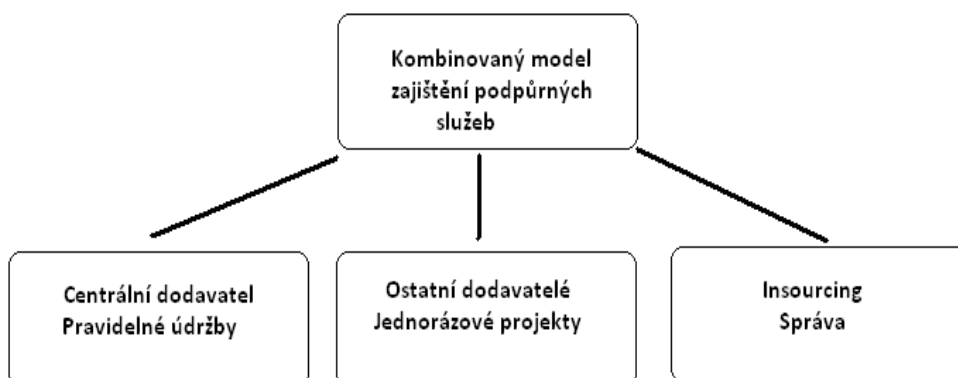 Kombinovaný model
zajištění podpůrných
služeb
Centrální dodavatel
Pravidelné údržby
Ostatní dodavatelé
Jednorázové projekty
Insourcing
Správa